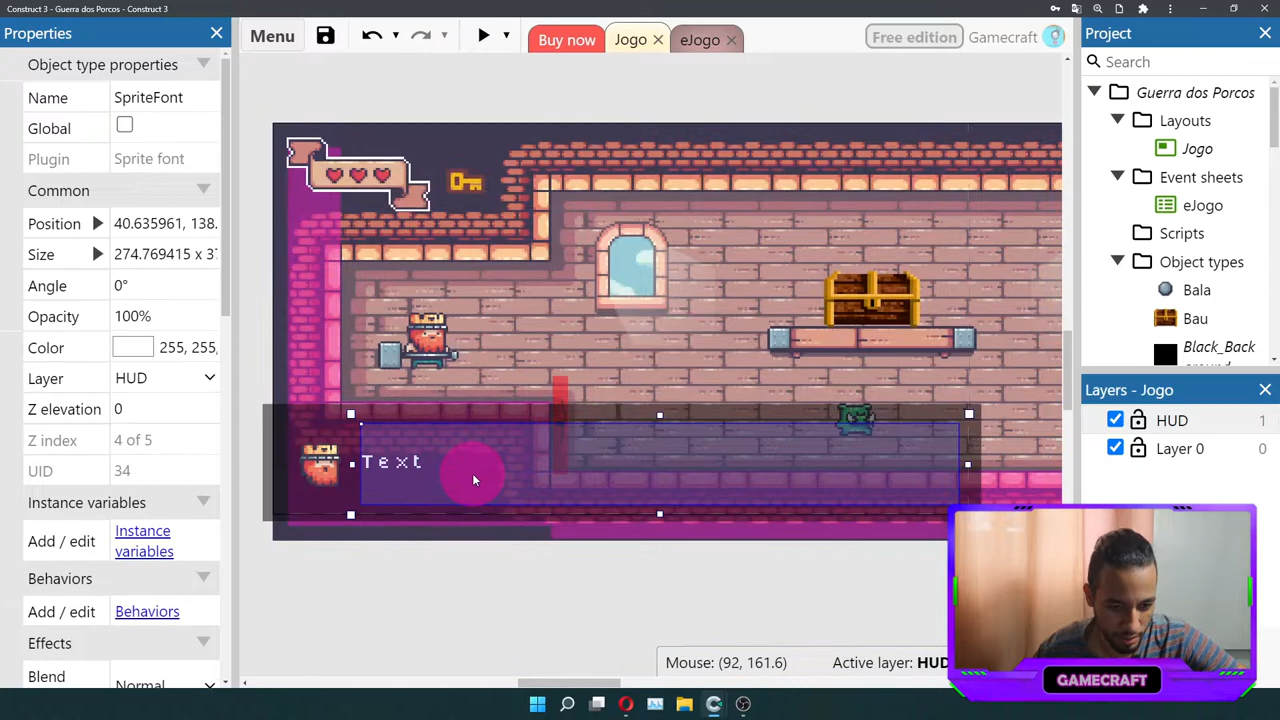 Construct 3 - Guerra dos Porcos - Construct 3
Properties
Menu
Buy now
Jogo
eJogo
Free edition
Gamecraft
Project
Object type properties
Name SpriteFont
Global
Plugin Sprite font
Common
Position 40.635961, 138.
Size 274.769415 x 37
Angle 0°
Opacity 100%
Color 255, 255,
Layer HUD
Z elevation 0
Z index 4 of 5
UID 34
Instance variables
Add / edit Instance variables
Behaviors
Add / edit Behaviors
Effects
Blend Normal
Text
Mouse: (92, 161.6)
Active layer: HUD
Search
Guerra dos Porcos
Layouts
Jogo
Event sheets
eJogo
Scripts
Object types
Bala
Bau
Black_Back
Layers - Jogo
HUD 1
Layer 0 0
GAMECRAFT